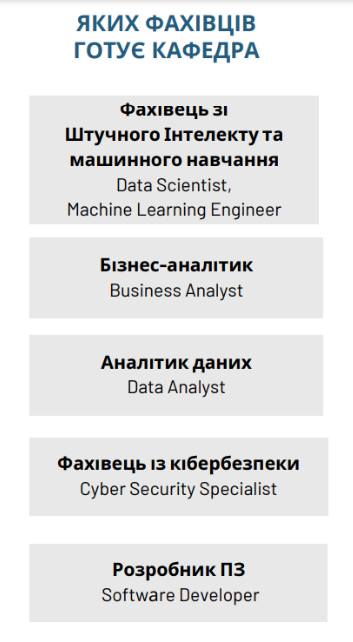 ЯКИХ ФАХІВЦІВ
ГОТУЄ КАФЕДРА
Фахівець зі
Штучного Інтелекту та
машинного навчання
Data Scientist,
Machine Learning Engineer
Бізнес-аналітик
Business Analyst
Аналітик даних
Data Analyst
Фахівець із кібербезпеки
Cyber Security Specialist
Розробник ПЗ
Software Developer